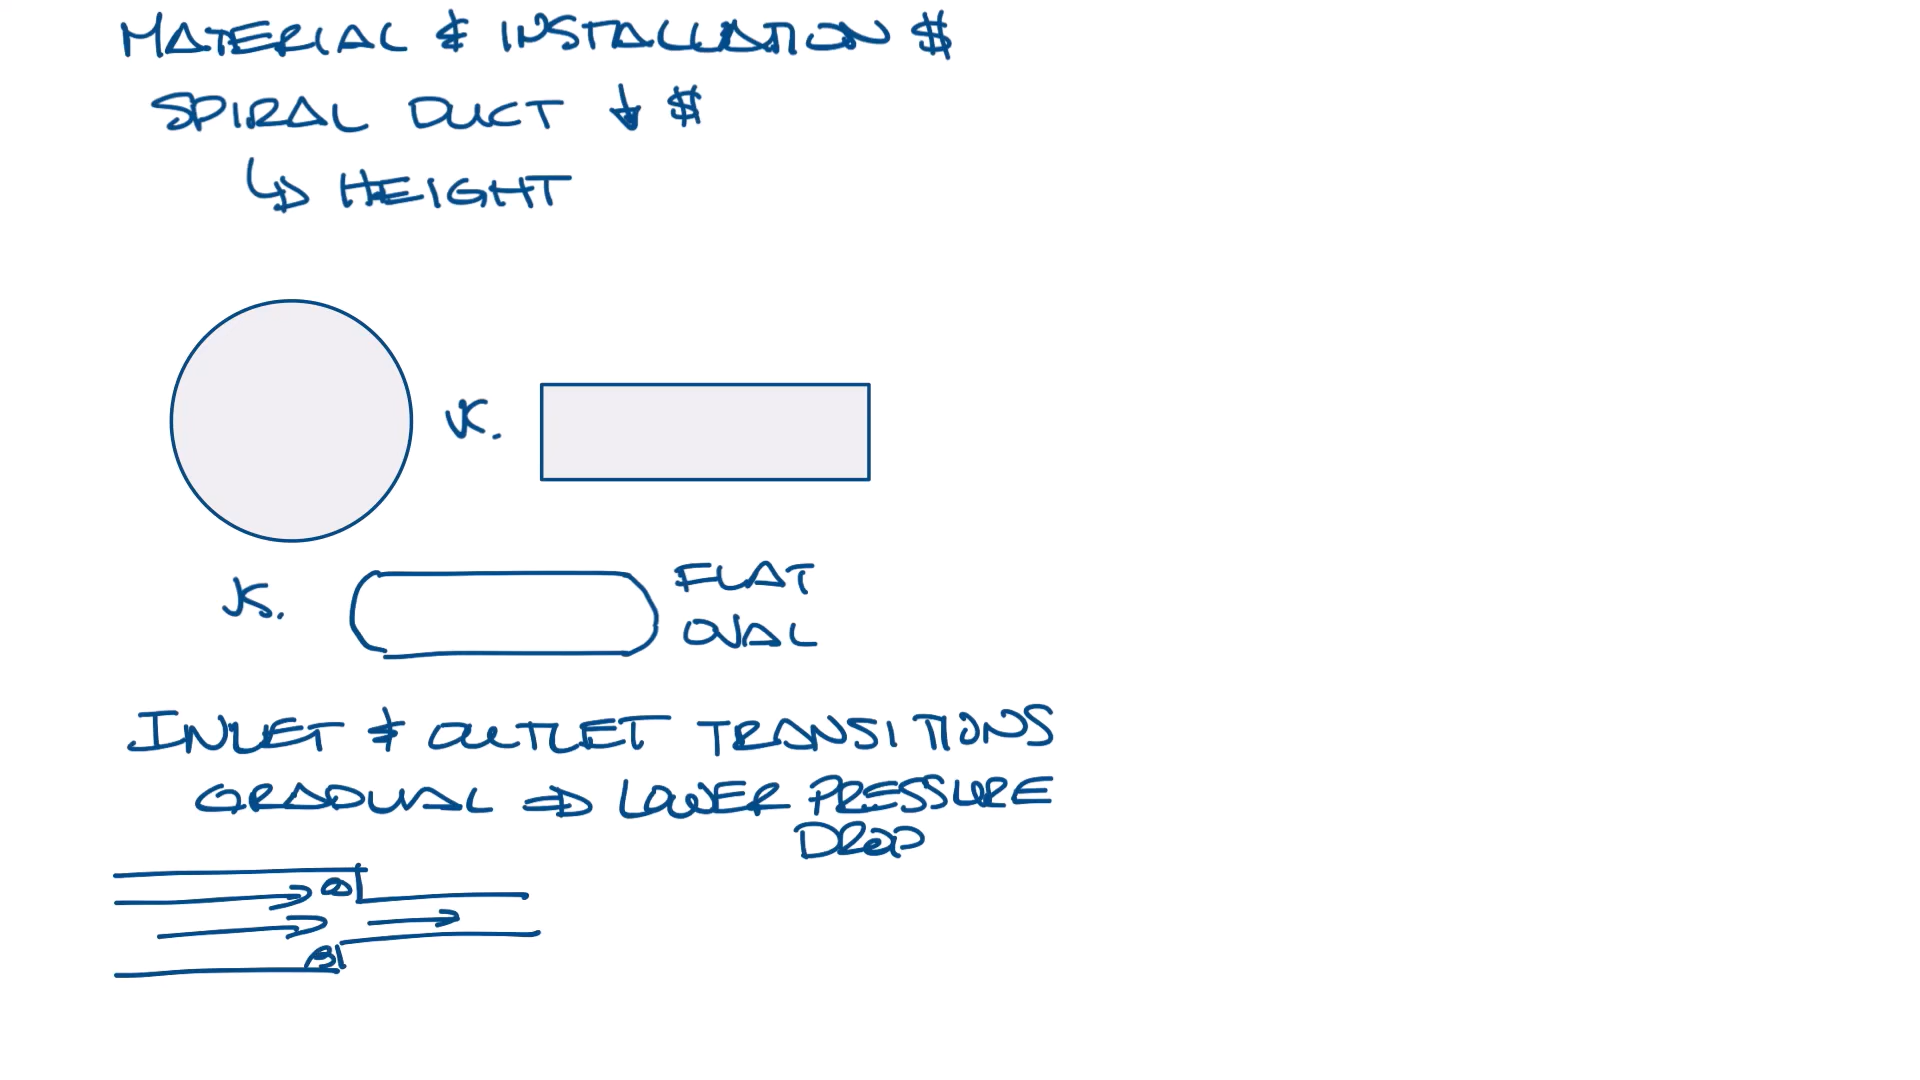 MATERIAL & INSTALLATION $
SPIRAL DUCT ↓ $
↳ HEIGHT
VS.
VS.
FLAT
OVAL
INLET & OUTLET TRANSITIONS
GRADUAL ⇒ LOWER PRESSURE
DROP